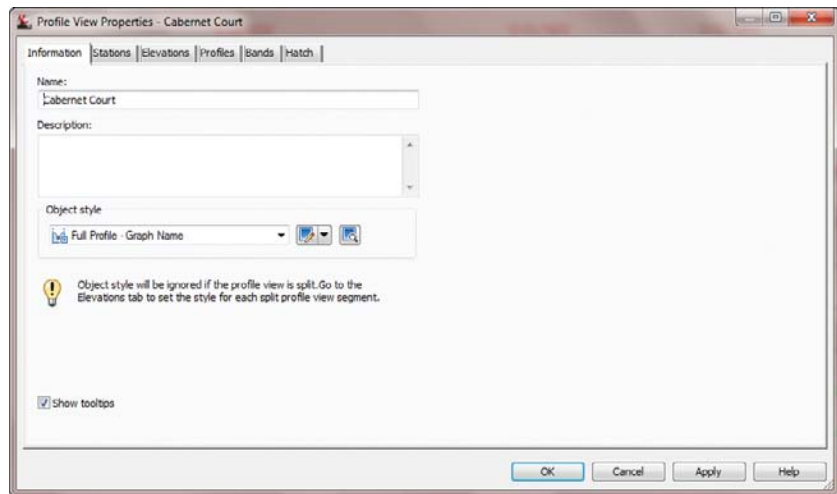 Profile View Properties - Cabernet Court
Information Stations Elevations Profiles Bands Hatch
Name:
Cabernet Court
Description:
Object style
Full Profile - Graph Name
Object style will be ignored if the profile view is split.Go to the
Elevations tab to set the style for each split profile view segment.
Show tooltips
OK Cancel Apply Help